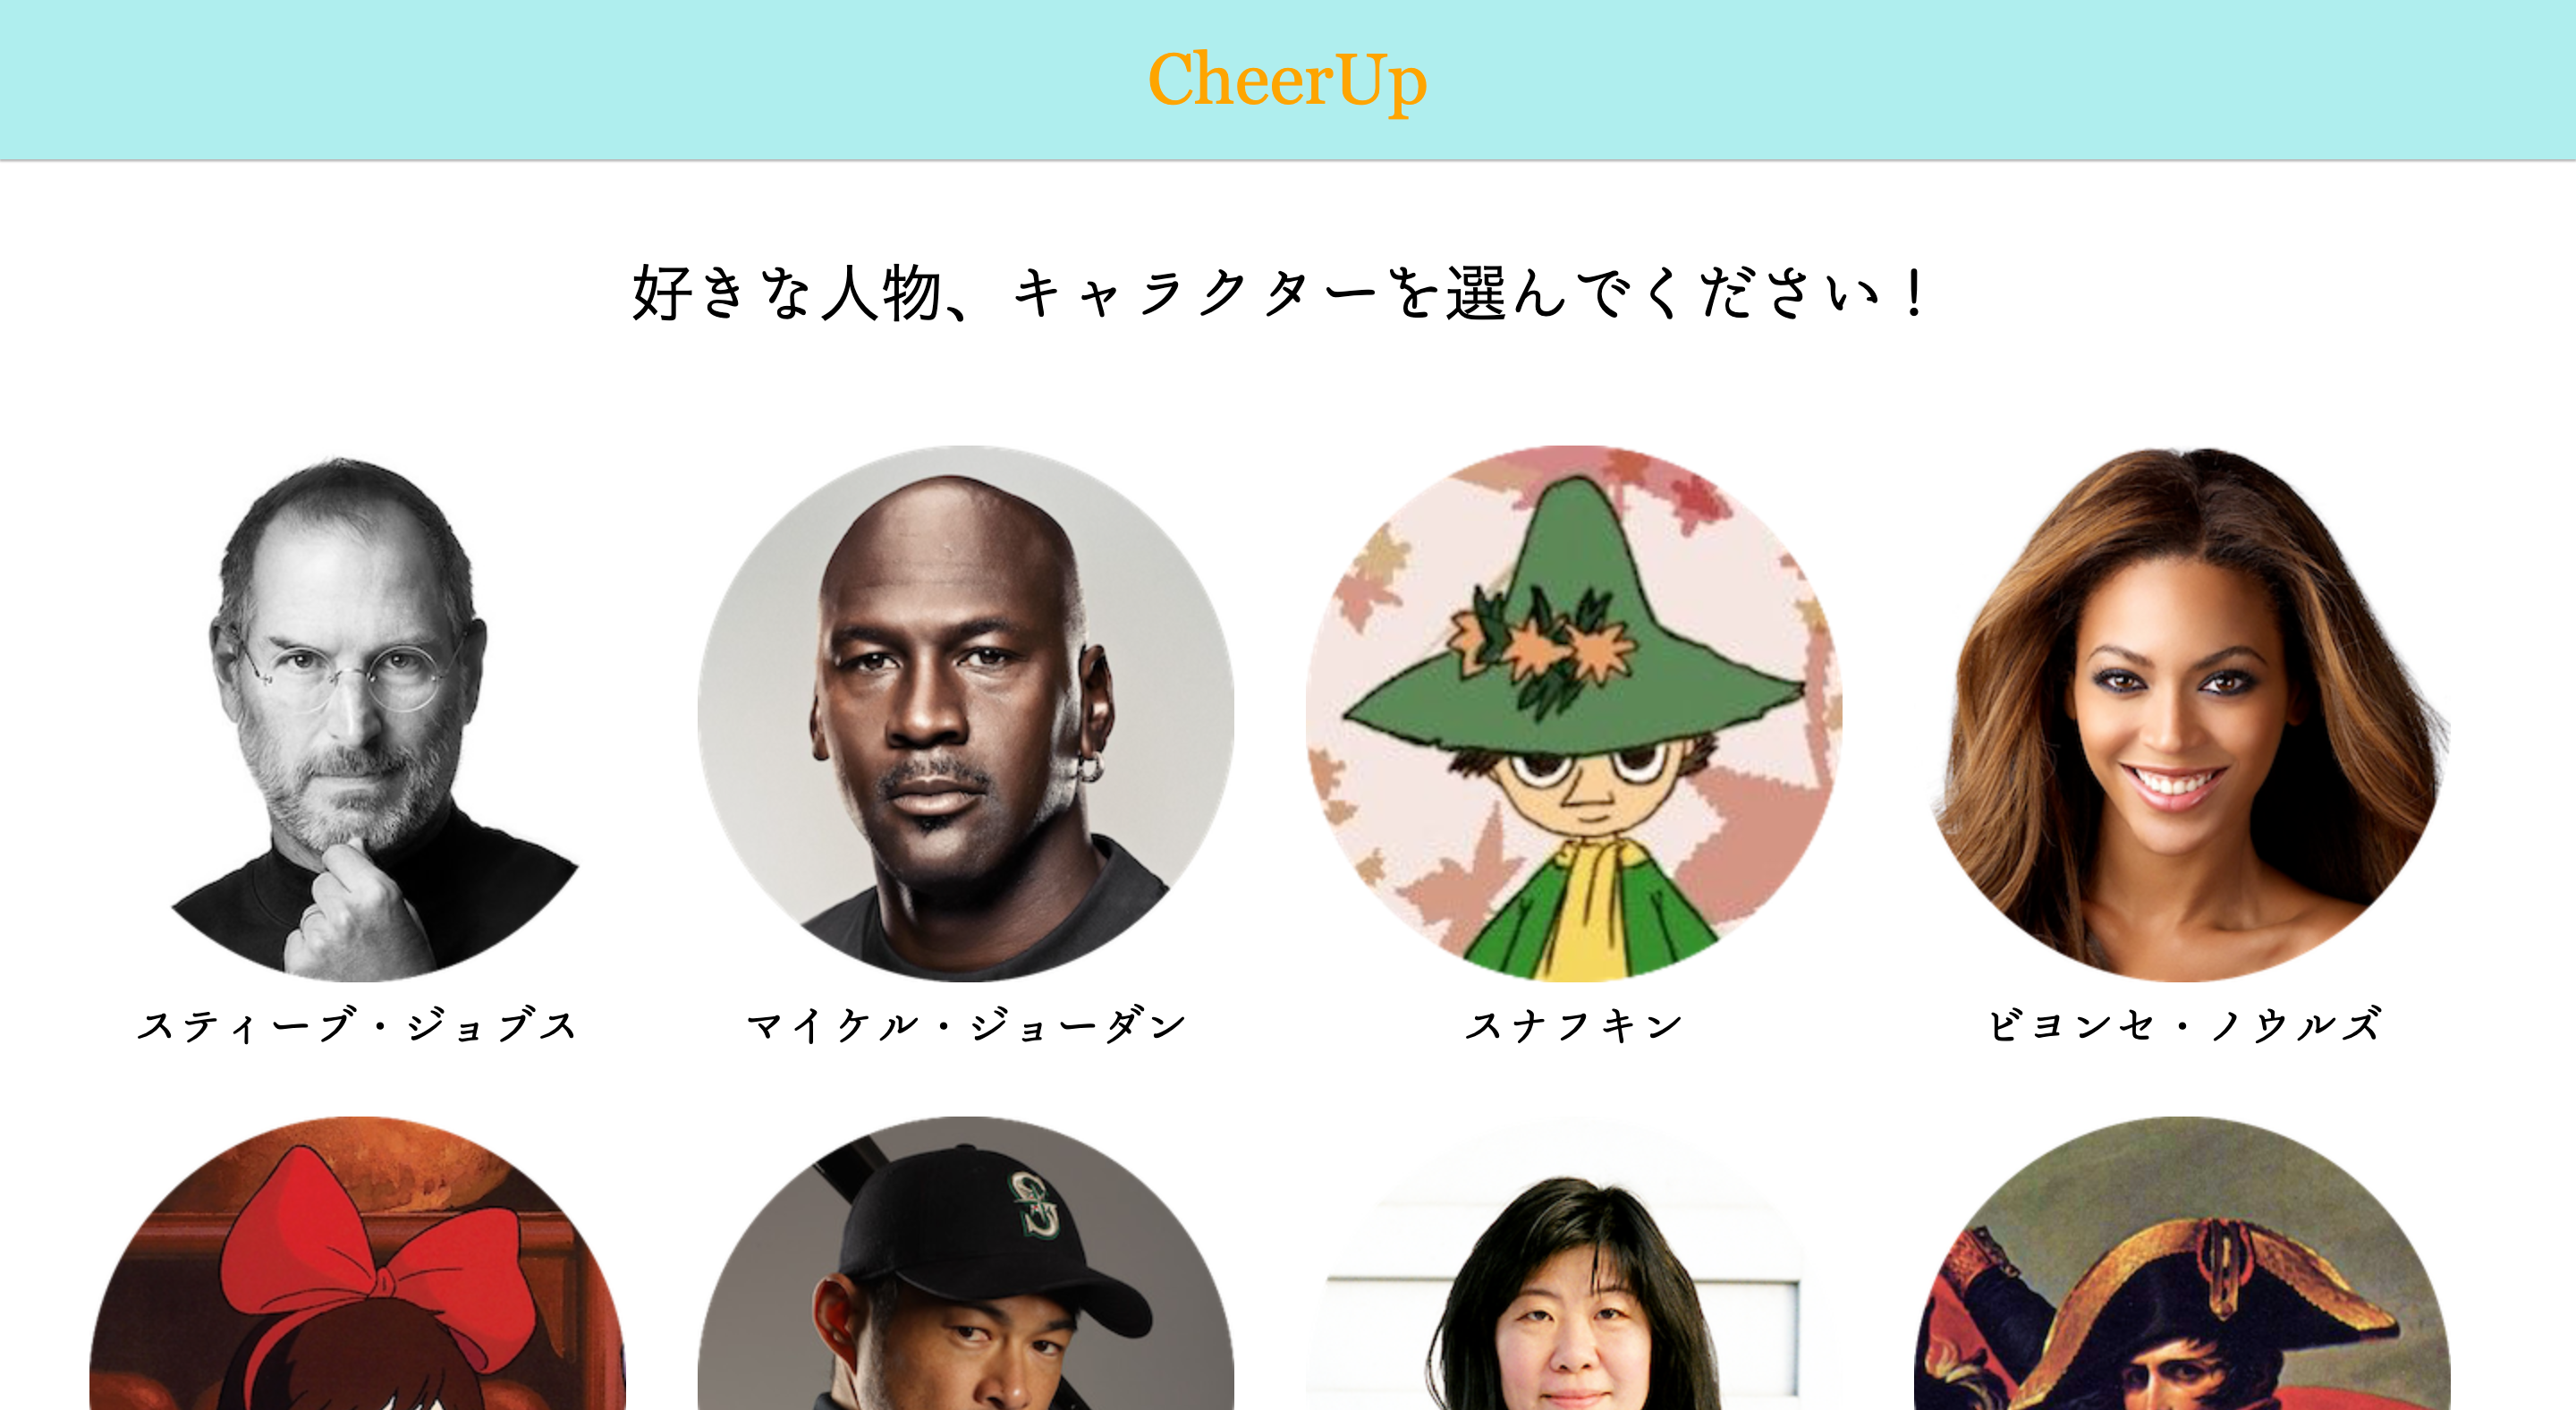 CheerUp
好きな人物、キャラクターを選んでください！
スティーブ・ジョブス
マイケル・ジョーダン
スナフキン
ビヨンセ・ノウルズ
S